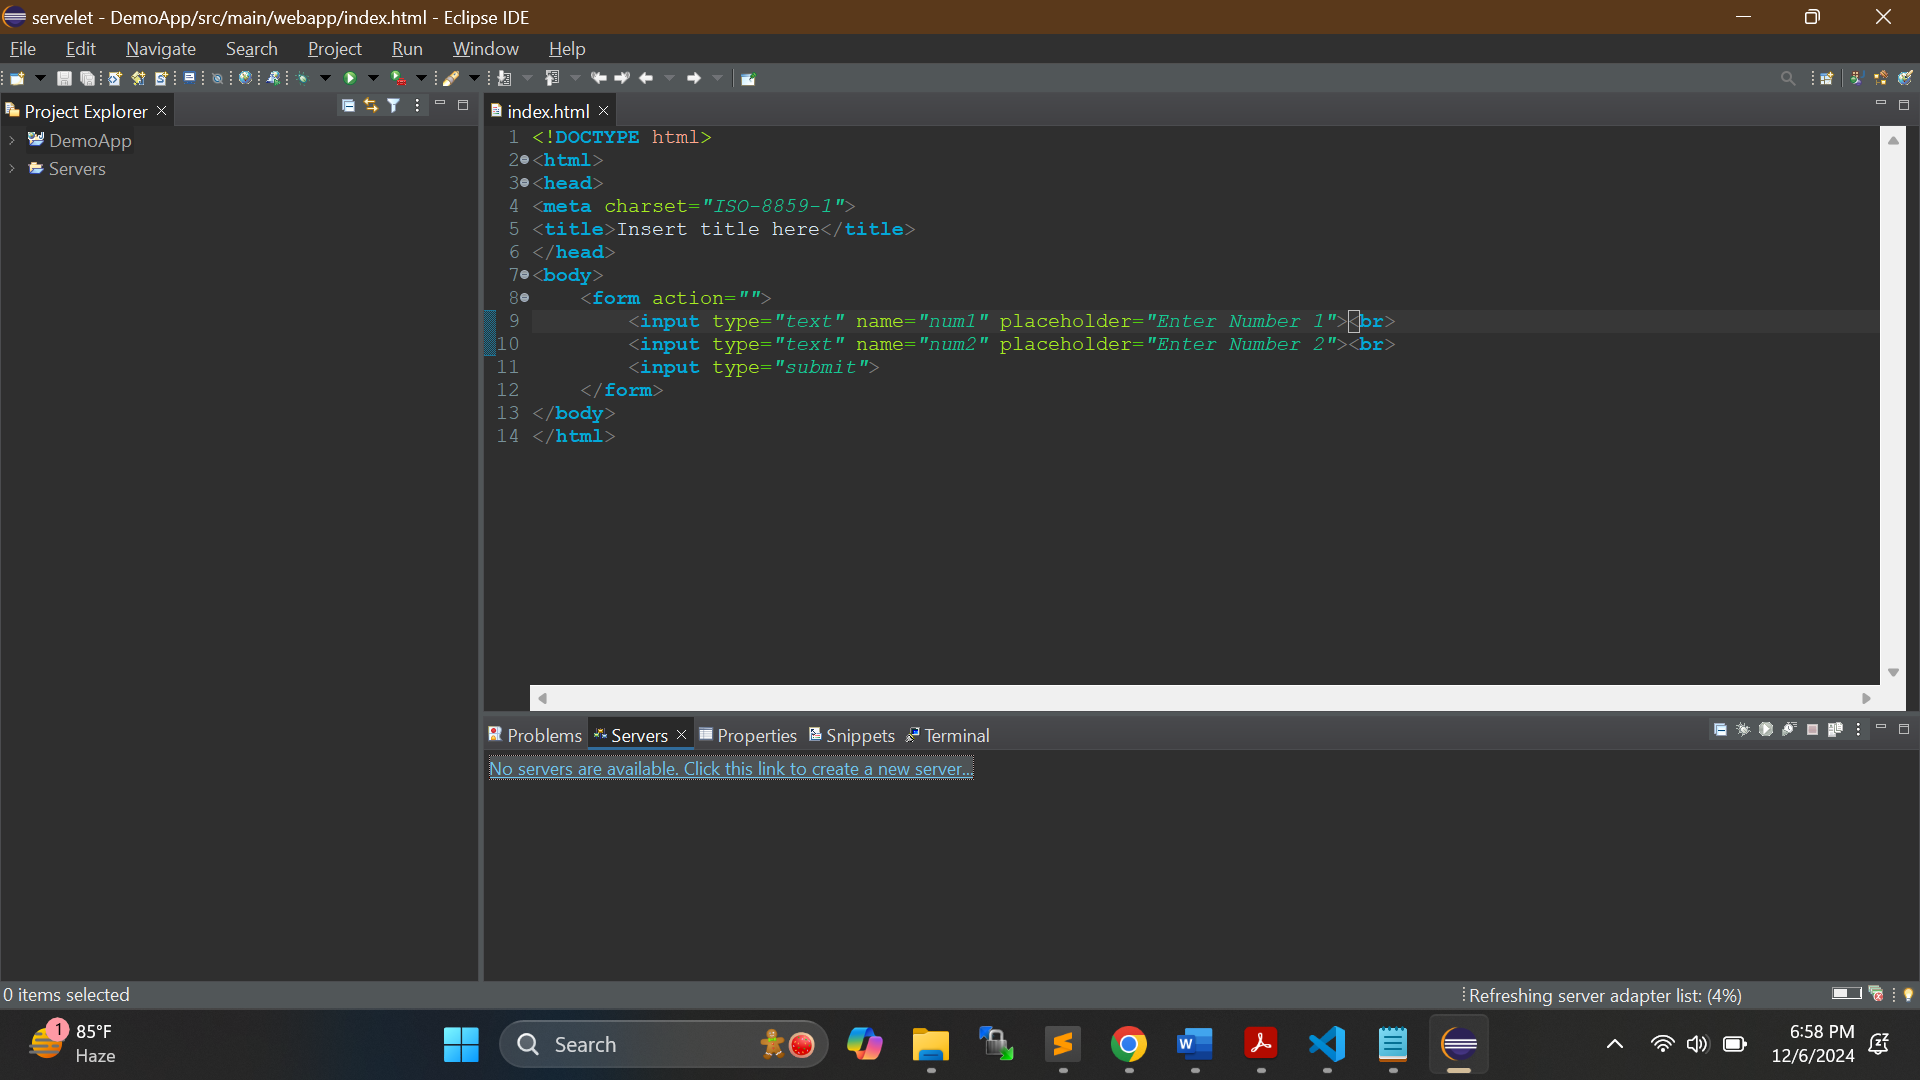 servelet - DemoApp/src/main/webapp/index.html - Eclipse IDE
File Edit Navigate Search Project Run Window Help
Project Explorer
DemoApp
Servers
index.html
1 <!DOCTYPE html>
2 <html>
3 <head>
4 <meta charset="ISO-8859-1">
5 <title>Insert title here</title>
6 </head>
7 <body>
8 <form action="">
9 <input type="text" name="num1" placeholder="Enter Number 1"><br>
10 <input type="text" name="num2" placeholder="Enter Number 2"><br>
11 <input type="submit">
12 </form>
13 </body>
14 </html>
Problems Servers Properties Snippets Terminal
No servers are available. Click this link to create a new server...
0 items selected
Refreshing server adapter list: (4%)
1
85°F
Haze
Search
6:58 PM
12/6/2024